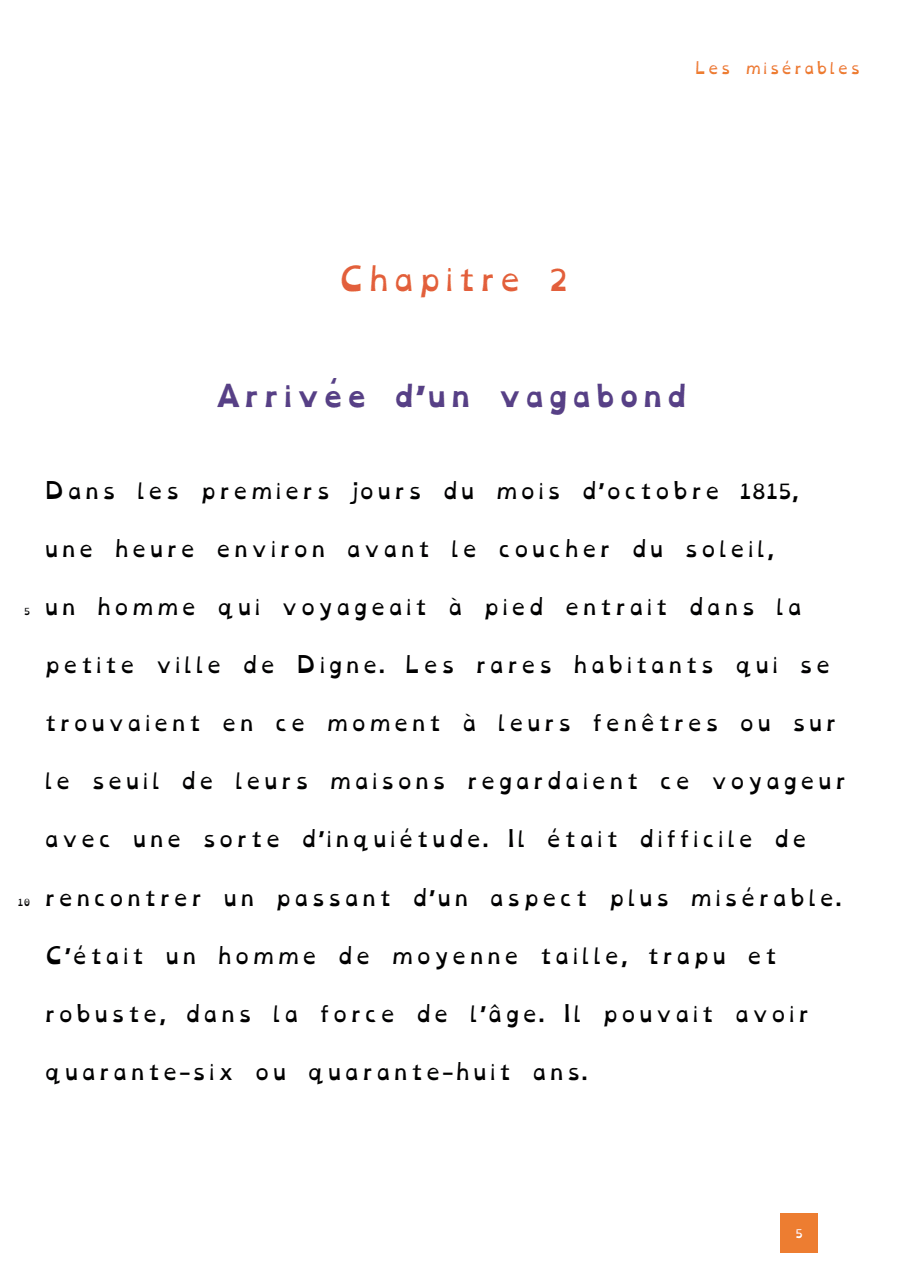 Les misérables
Chapitre 2
Arrivée d'un vagabond
Dans les premiers jours du mois d'octobre 1815,
une heure environ avant le coucher du soleil,
5 un homme qui voyageait à pied entrait dans la
petite ville de Digne. Les rares habitants qui se
trouvaient en ce moment à leurs fenêtres ou sur
le seuil de leurs maisons regardaient ce voyageur
avec une sorte d'inquiétude. Il était difficile de
10 rencontrer un passant d'un aspect plus misérable.
C'était un homme de moyenne taille, trapu et
robuste, dans la force de l'âge. Il pouvait avoir
quarante-six ou quarante-huit ans.
5